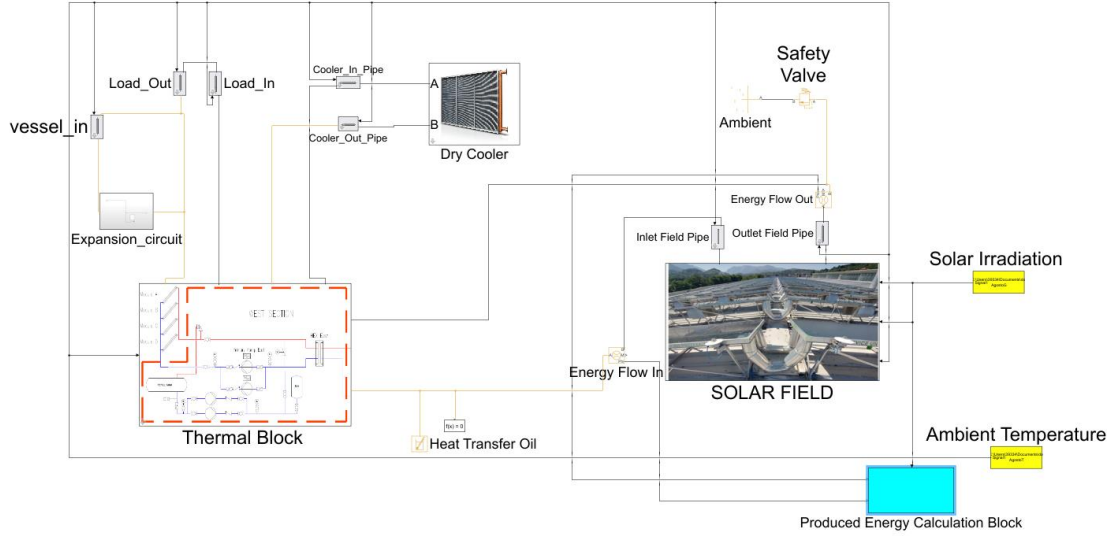 Safety
Valve
Load_Out
Load_In
Cooler_In_Pipe
A
vessel_in
Ambient
B
Cooler_Out_Pipe
Dry Cooler
Energy Flow Out
Expansion_circuit
Inlet Field Pipe
Outlet Field Pipe
Solar Irradiation
Energy Flow In
SOLAR FIELD
Thermal Block
f(x) = 0
Heat Transfer Oil
Ambient Temperature
Produced Energy Calculation Block